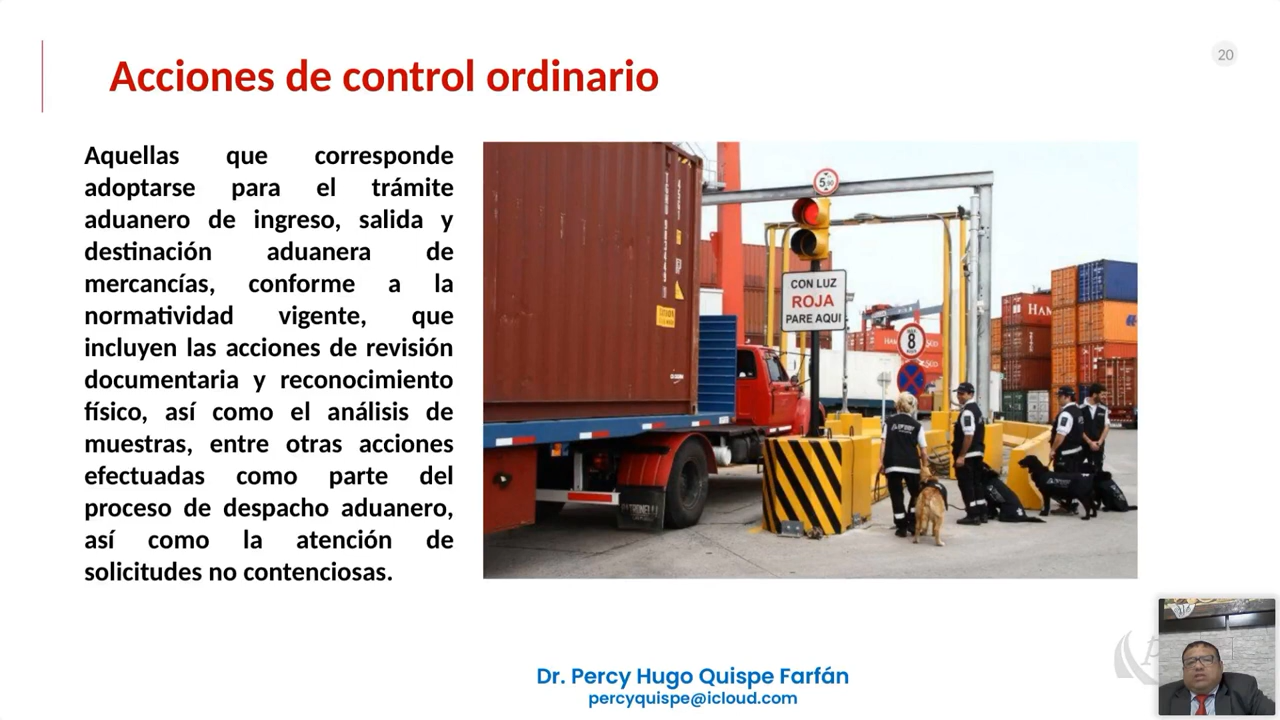 Acciones de control ordinario
20
Aquellas que corresponde
adoptarse para el trámite
aduanero de ingreso, salida y
destinación aduanera de
mercancías, conforme a la
normatividad vigente, que
incluyen las acciones de revisión
documentaria y reconocimiento
físico, así como el análisis de
muestras, entre otras acciones
efectuadas como parte del
proceso de despacho aduanero,
así como la atención de
solicitudes no contenciosas.
CON LUZ
ROJA
PARE AQUI
8
Dr. Percy Hugo Quispe Farfán
percyquispe@icloud.com